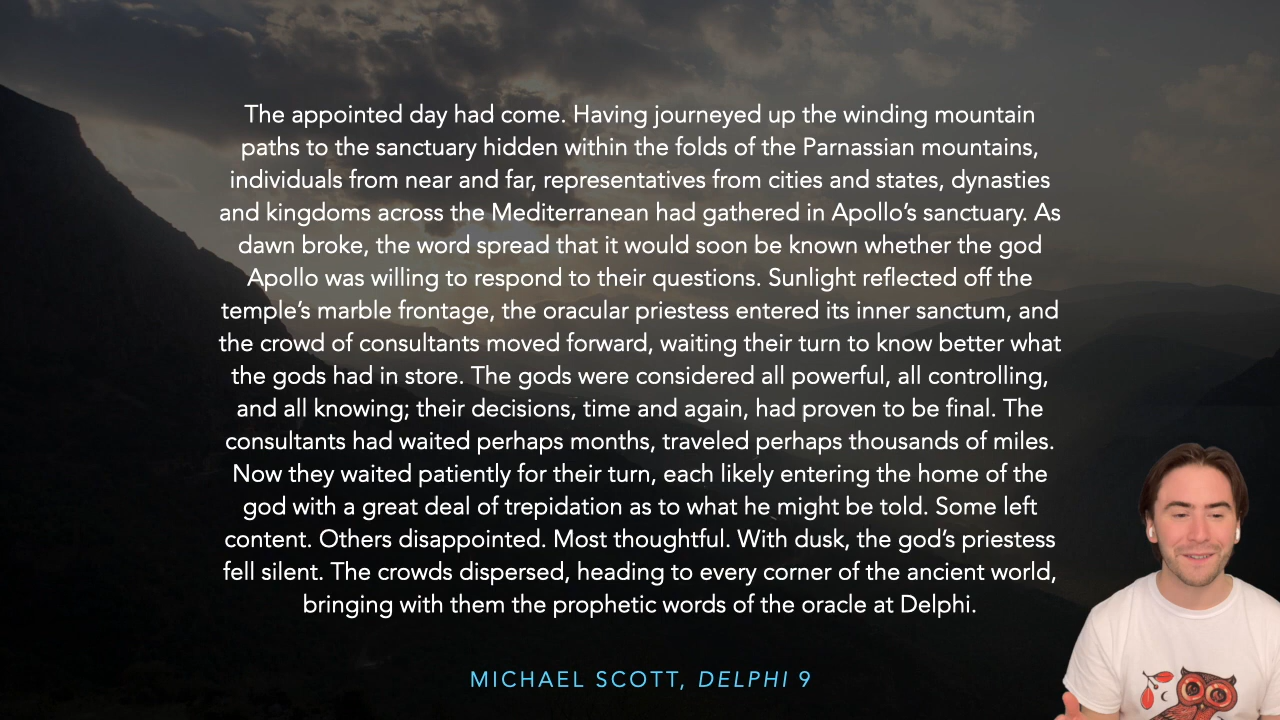 The appointed day had come. Having journeyed up the winding mountain
paths to the sanctuary hidden within the folds of the Parnassian mountains,
individuals from near and far, representatives from cities and states, dynasties
and kingdoms across the Mediterranean had gathered in Apollo’s sanctuary. As
dawn broke, the word spread that it would soon be known whether the god
Apollo was willing to respond to their questions. Sunlight reflected off the
temple’s marble frontage, the oracular priestess entered its inner sanctum, and
the crowd of consultants moved forward, waiting their turn to know better what
the gods had in store. The gods were considered all powerful, all controlling,
and all knowing; their decisions, time and again, had proven to be final. The
consultants had waited perhaps months, traveled perhaps thousands of miles.
Now they waited patiently for their turn, each likely entering the home of the
god with a great deal of trepidation as to what he might be told. Some left
content. Others disappointed. Most thoughtful. With dusk, the god’s priestess
fell silent. The crowds dispersed, heading to every corner of the ancient world,
bringing with them the prophetic words of the oracle at Delphi.
MICHAEL SCOTT, DELPHI 9